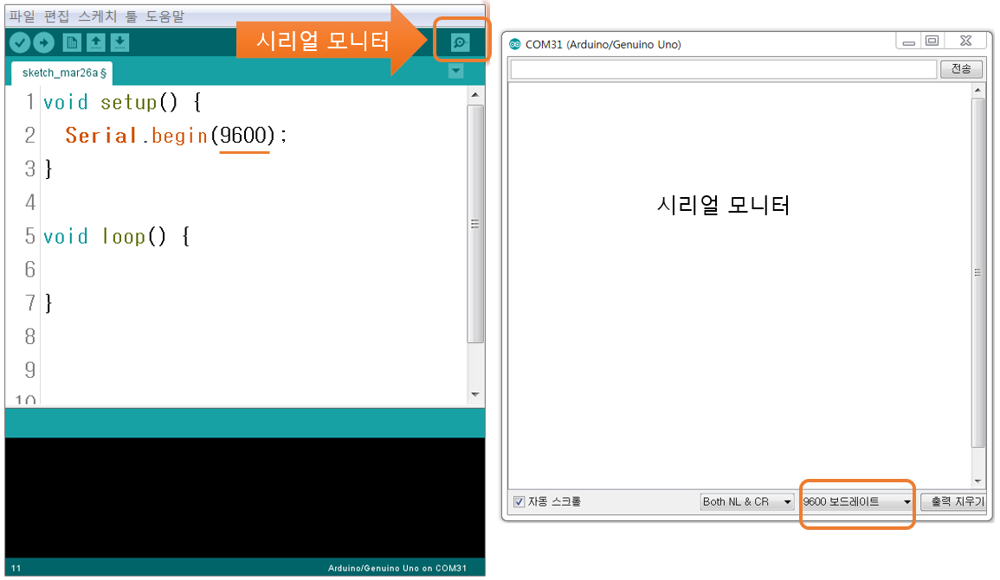 파일 편집 스케치 툴 도움말
시리얼 모니터
sketch_mar26a §
1 void setup() {
2 Serial.begin(9600);
3 }
4
5 void loop() {
6
7 }
8
9
10
11
Arduino/Genuino Uno on COM31
COM31 (Arduino/Genuino Uno)
전송
시리얼 모니터
자동 스크롤
Both NL & CR
9600 보드레이트
출력 지우기